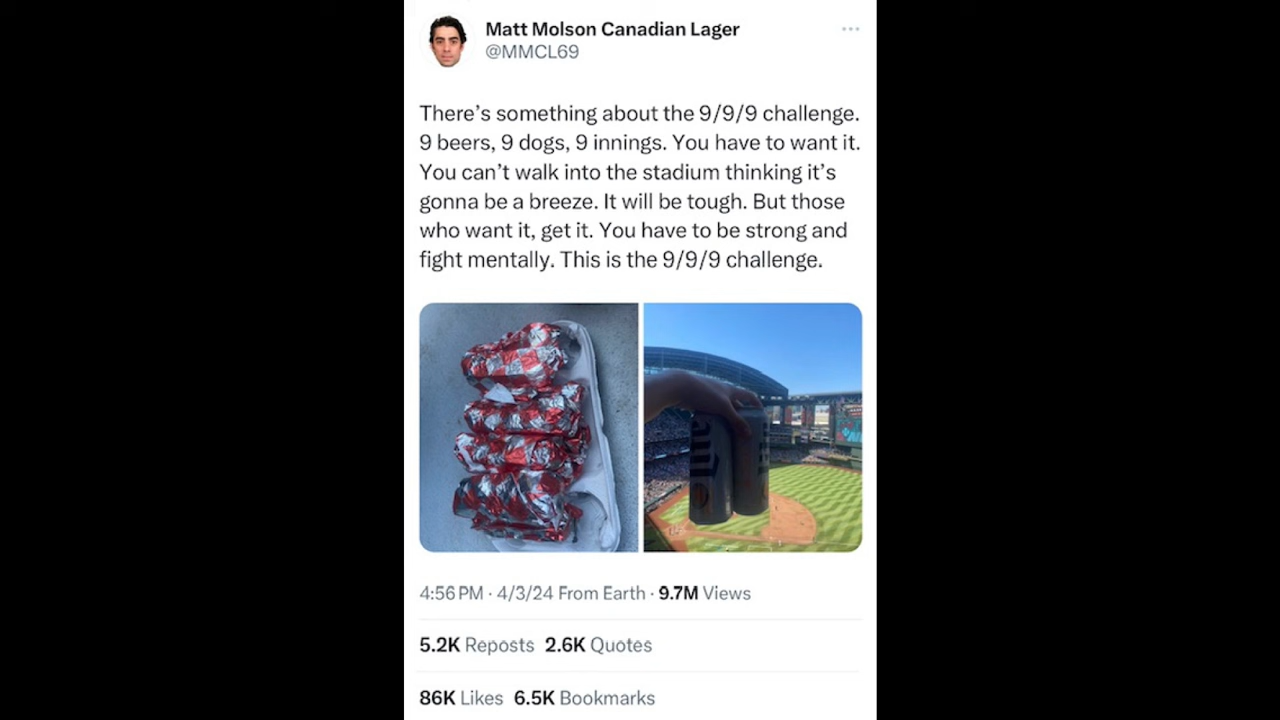 Matt Molson Canadian Lager
@MMCL69
There’s something about the 9/9/9 challenge.
9 beers, 9 dogs, 9 innings. You have to want it.
You can’t walk into the stadium thinking it’s
gonna be a breeze. It will be tough. But those
who want it, get it. You have to be strong and
fight mentally. This is the 9/9/9 challenge.
4:56 PM · 4/3/24 From Earth · 9.7M Views
5.2K Reposts 2.6K Quotes
86K Likes 6.5K Bookmarks